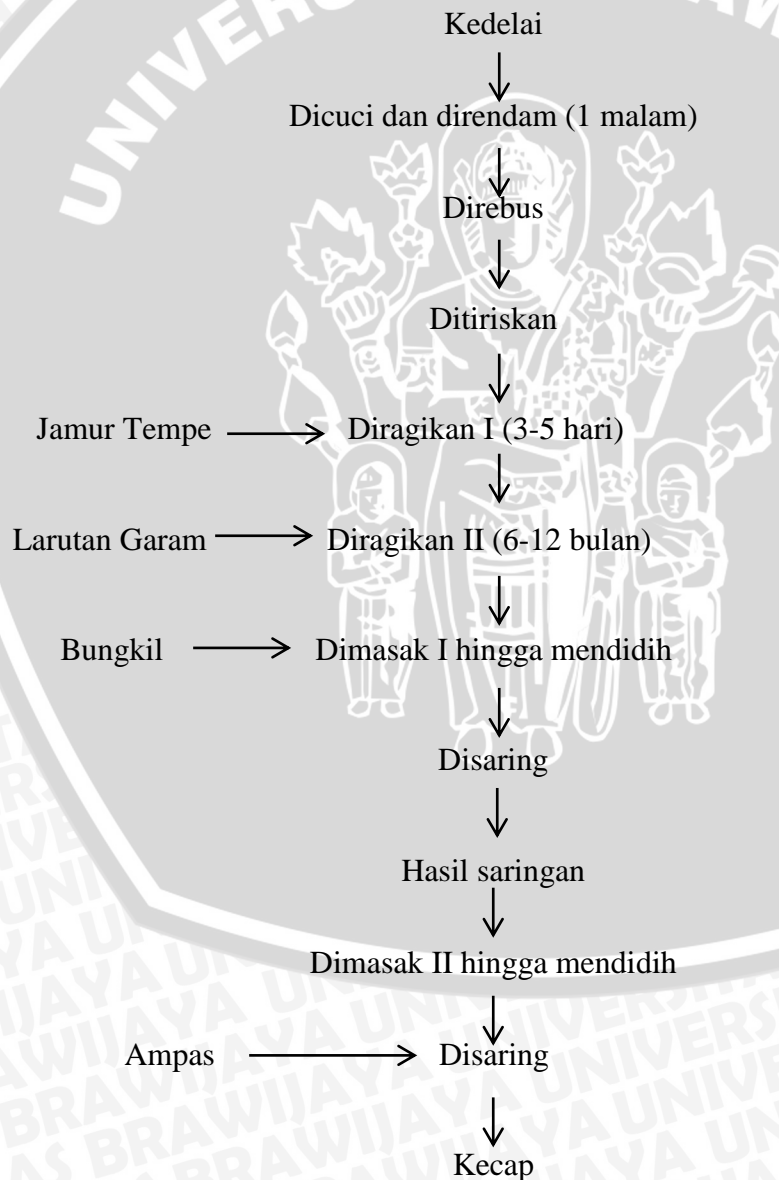 Kedelai
Dicuci dan direndam (1 malam)
Direbus
Ditiriskan
Jamur Tempe Diragikan I (3-5 hari)
Larutan Garam Diragikan II (6-12 bulan)
Bungkil Dimasak I hingga mendidih
Disaring
Hasil saringan
Dimasak II hingga mendidih
Ampas Disaring
Kecap